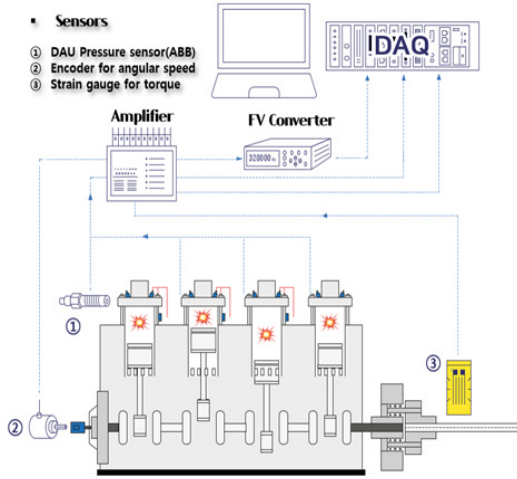 ▪ Sensors
① DAU Pressure sensor(ABB)
② Encoder for angular speed
③ Strain gauge for torque
IDAQ
Amplifier
FV Converter
320000 Hz
①
②
③